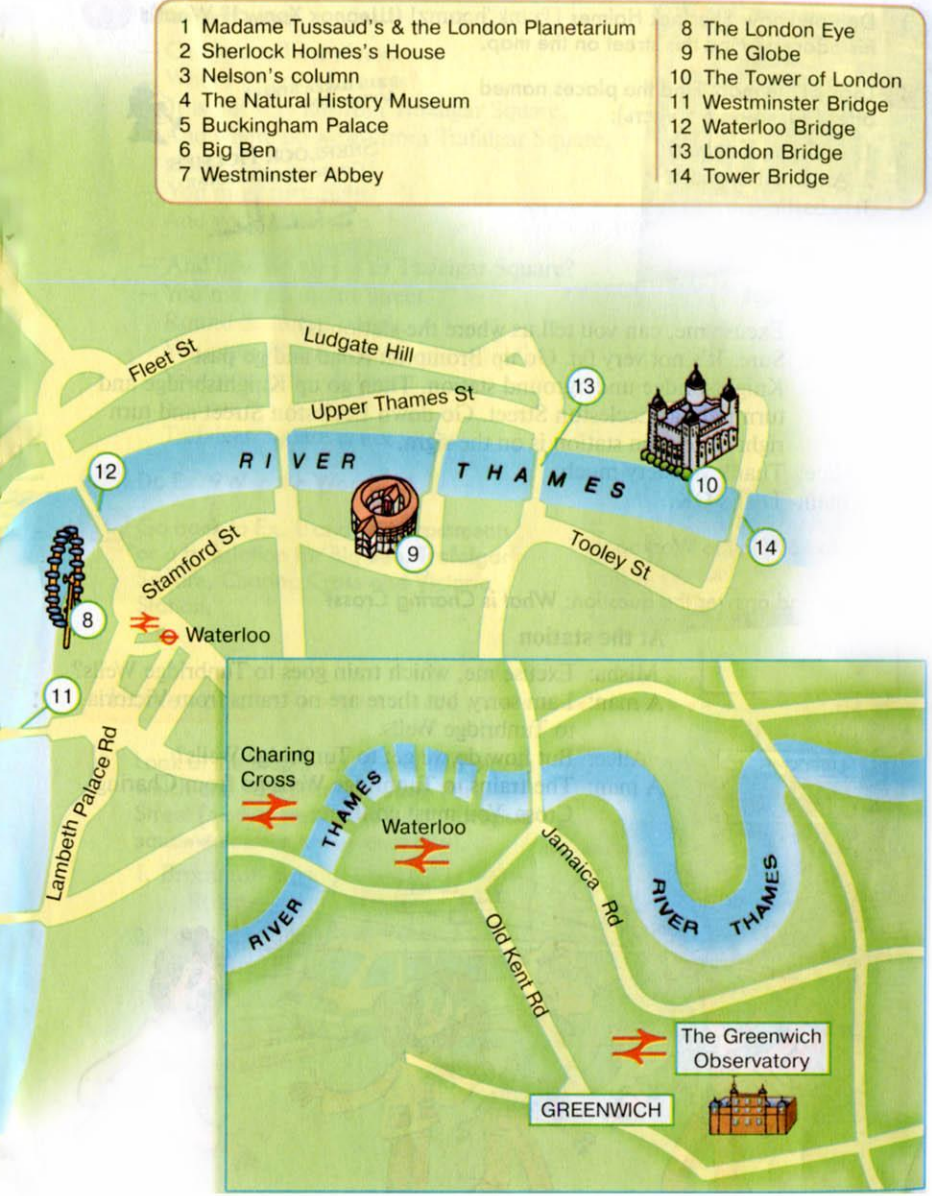 1 Madame Tussaud's & the London Planetarium
2 Sherlock Holmes's House
3 Nelson's column
4 The Natural History Museum
5 Buckingham Palace
6 Big Ben
7 Westminster Abbey
8 The London Eye
9 The Globe
10 The Tower of London
11 Westminster Bridge
12 Waterloo Bridge
13 London Bridge
14 Tower Bridge
Fleet St
Ludgate Hill
Upper Thames St
13
12
RIVER THAMES
10
9
14
Stamford St
Tooley St
8
Waterloo
11
Lambeth Palace Rd
Charing
Cross
THAMES
Waterloo
Jamaica Rd
RIVER
RIVER THAMES
Old Kent Rd
The Greenwich
Observatory
GREENWICH